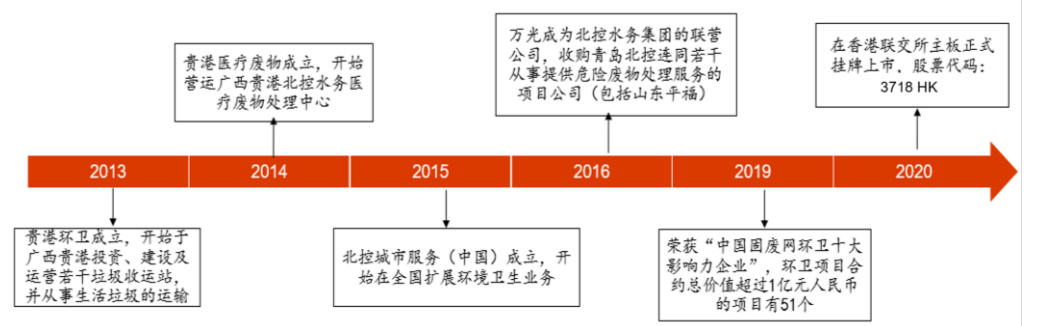 贵港医疗废物成立，开始
营运广西贵港北控水务医
疗废物处理中心
万光成为北控水务集团的联营
公司，收购青岛北控连同若干
从事提供危险废物处理服务的
项目公司（包括山东平福）
在香港联交所主板正式
挂牌上市、股票代码：
3718 HK
2013
2014
2015
2016
2019
2020
贵港环卫成立，开始于
广西贵港投资、建设及
运营若干垃圾收运站，
并从事生活垃圾的运输
北控城市服务（中国）成立，开
始在全国扩展环境卫生业务
荣获“中国固废网环卫十大
影响力企业”，环卫项目合
约总价值超过1亿元人民币
的项目有51个